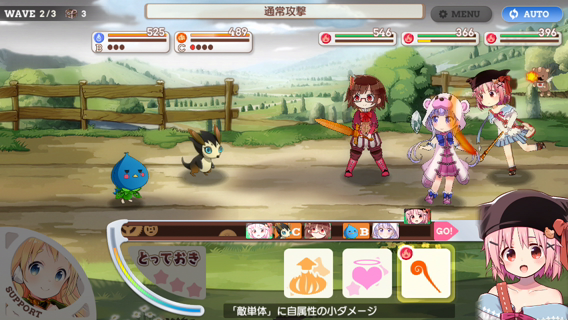 WAVE 2/3 3
通常攻撃
MENU
AUTO
525
B
489
C
546
366
396
C
B
GO!
とっておき
SUPPORT
「敵単体」に自属性の小ダメージ